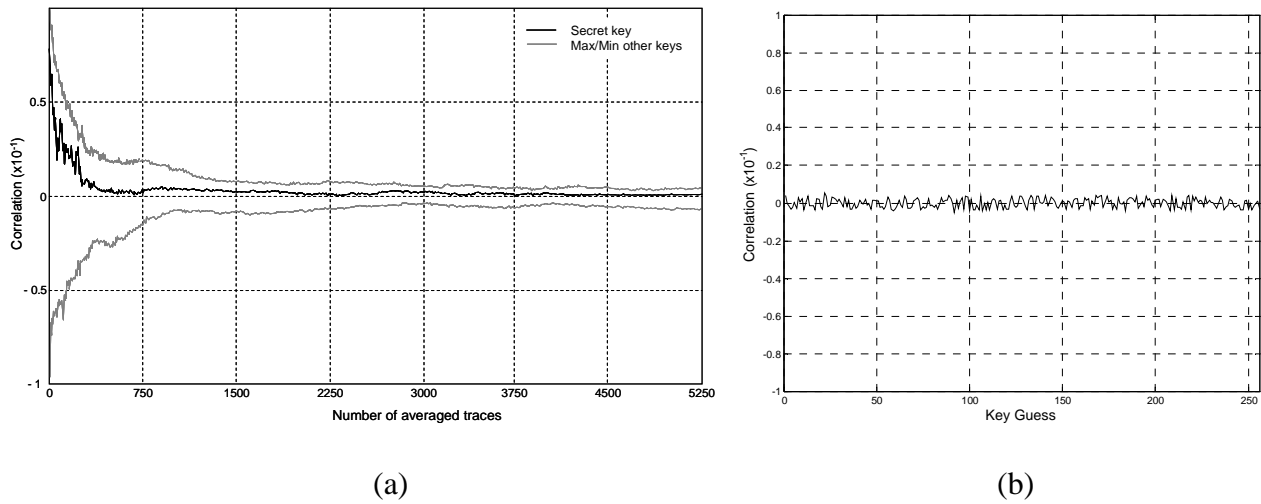 Secret key
Max/Min other keys
Correlation (x10⁻¹)
0.5
0
- 0.5
- 1
0 750 1500 2250 3000 3750 4500 5250
Number of averaged traces
(a)
Correlation (x10⁻¹)
1
0.8
0.6
0.4
0.2
0
-0.2
-0.4
-0.6
-0.8
-1
0 50 100 150 200 250
Key Guess
(b)